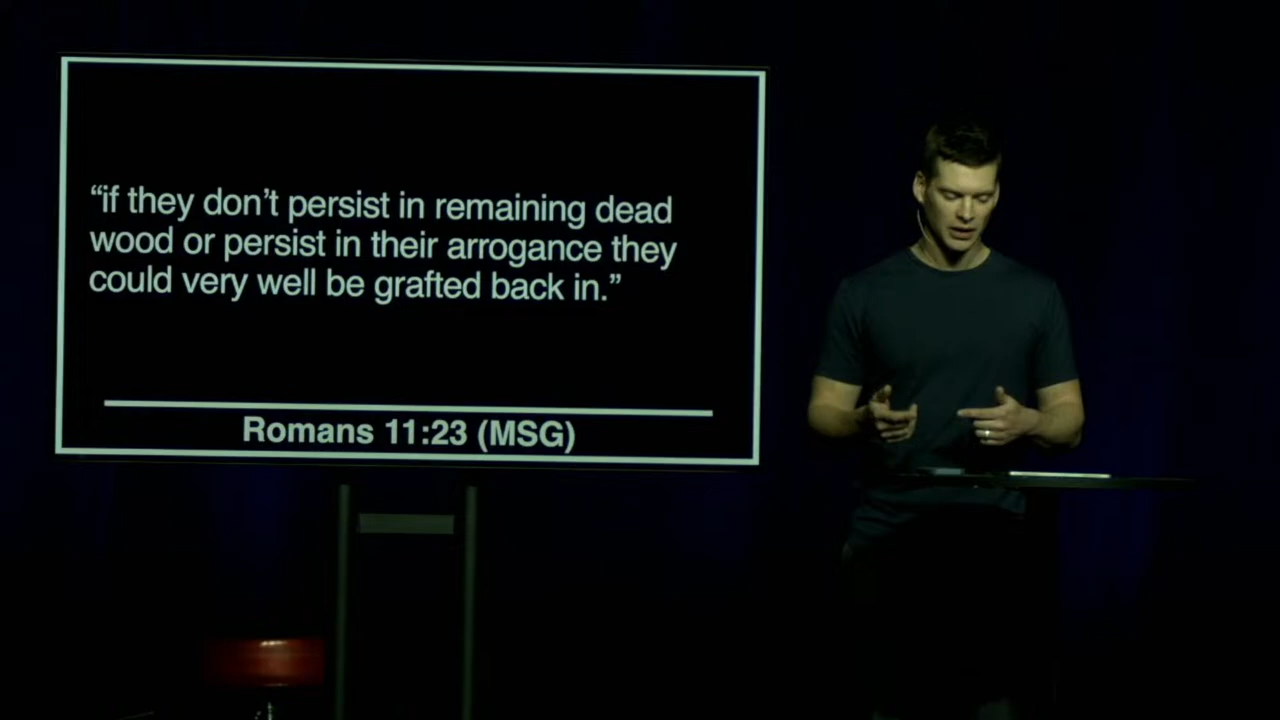 “if they don’t persist in remaining dead
wood or persist in their arrogance they
could very well be grafted back in.”
Romans 11:23 (MSG)